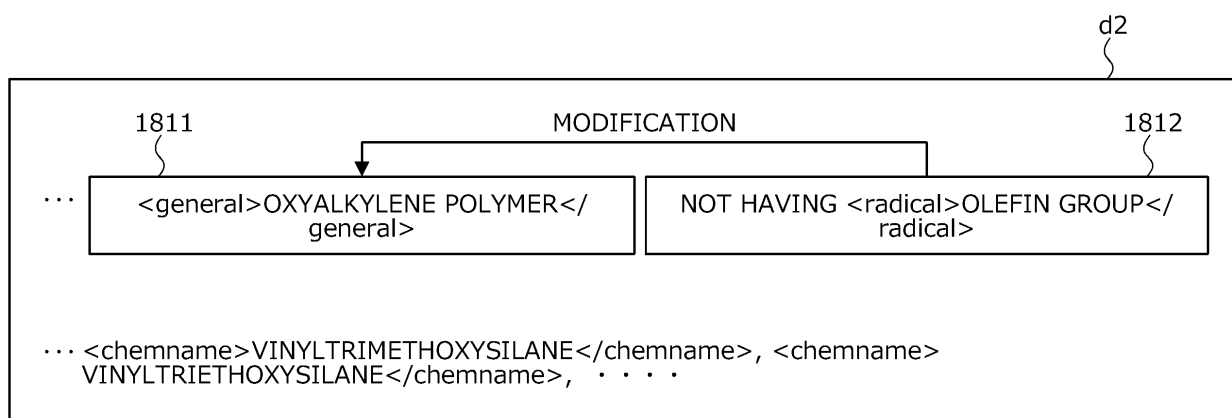 d2
1811
MODIFICATION
1812
··· <general>OXYALKYLENE POLYMER</
general>
NOT HAVING <radical>OLEFIN GROUP</
radical>
··· <chemname>VINYLTRIMETHOXYSILANE</chemname>, <chemname>
VINYLTRIETHOXYSILANE</chemname>, ····